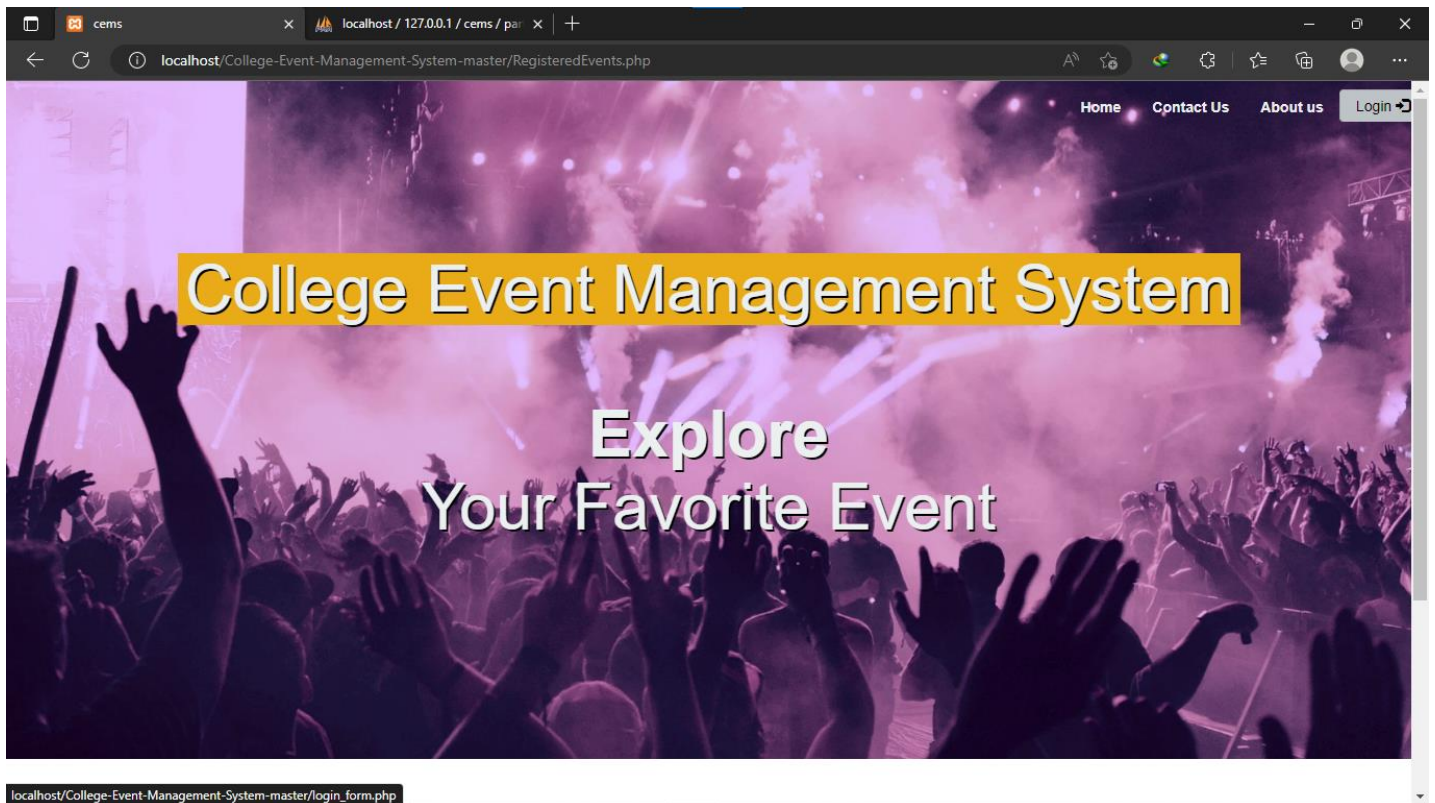 cems
localhost / 127.0.0.1 / cems / par
localhost/College-Event-Management-System-master/RegisteredEvents.php
Home Contact Us About us Login
College Event Management System
Explore
Your Favorite Event
localhost/College-Event-Management-System-master/login_form.php